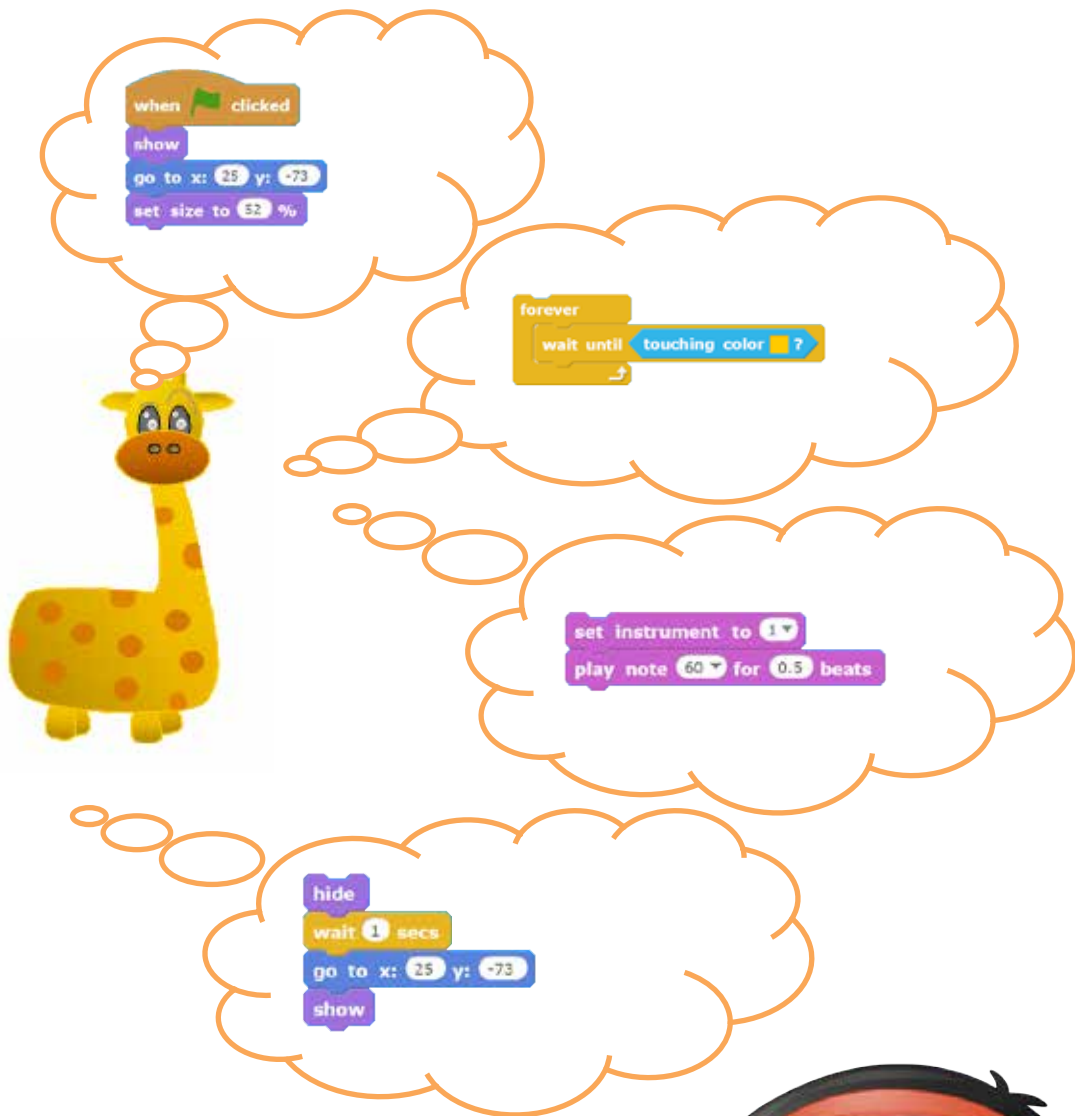 when clicked
show
go to x: 25 y: -73
set size to 52 %
forever
wait until touching color ?
set instrument to 1
play note 60 for 0.5 beats
hide
wait 1 secs
go to x: 25 y: -73
show